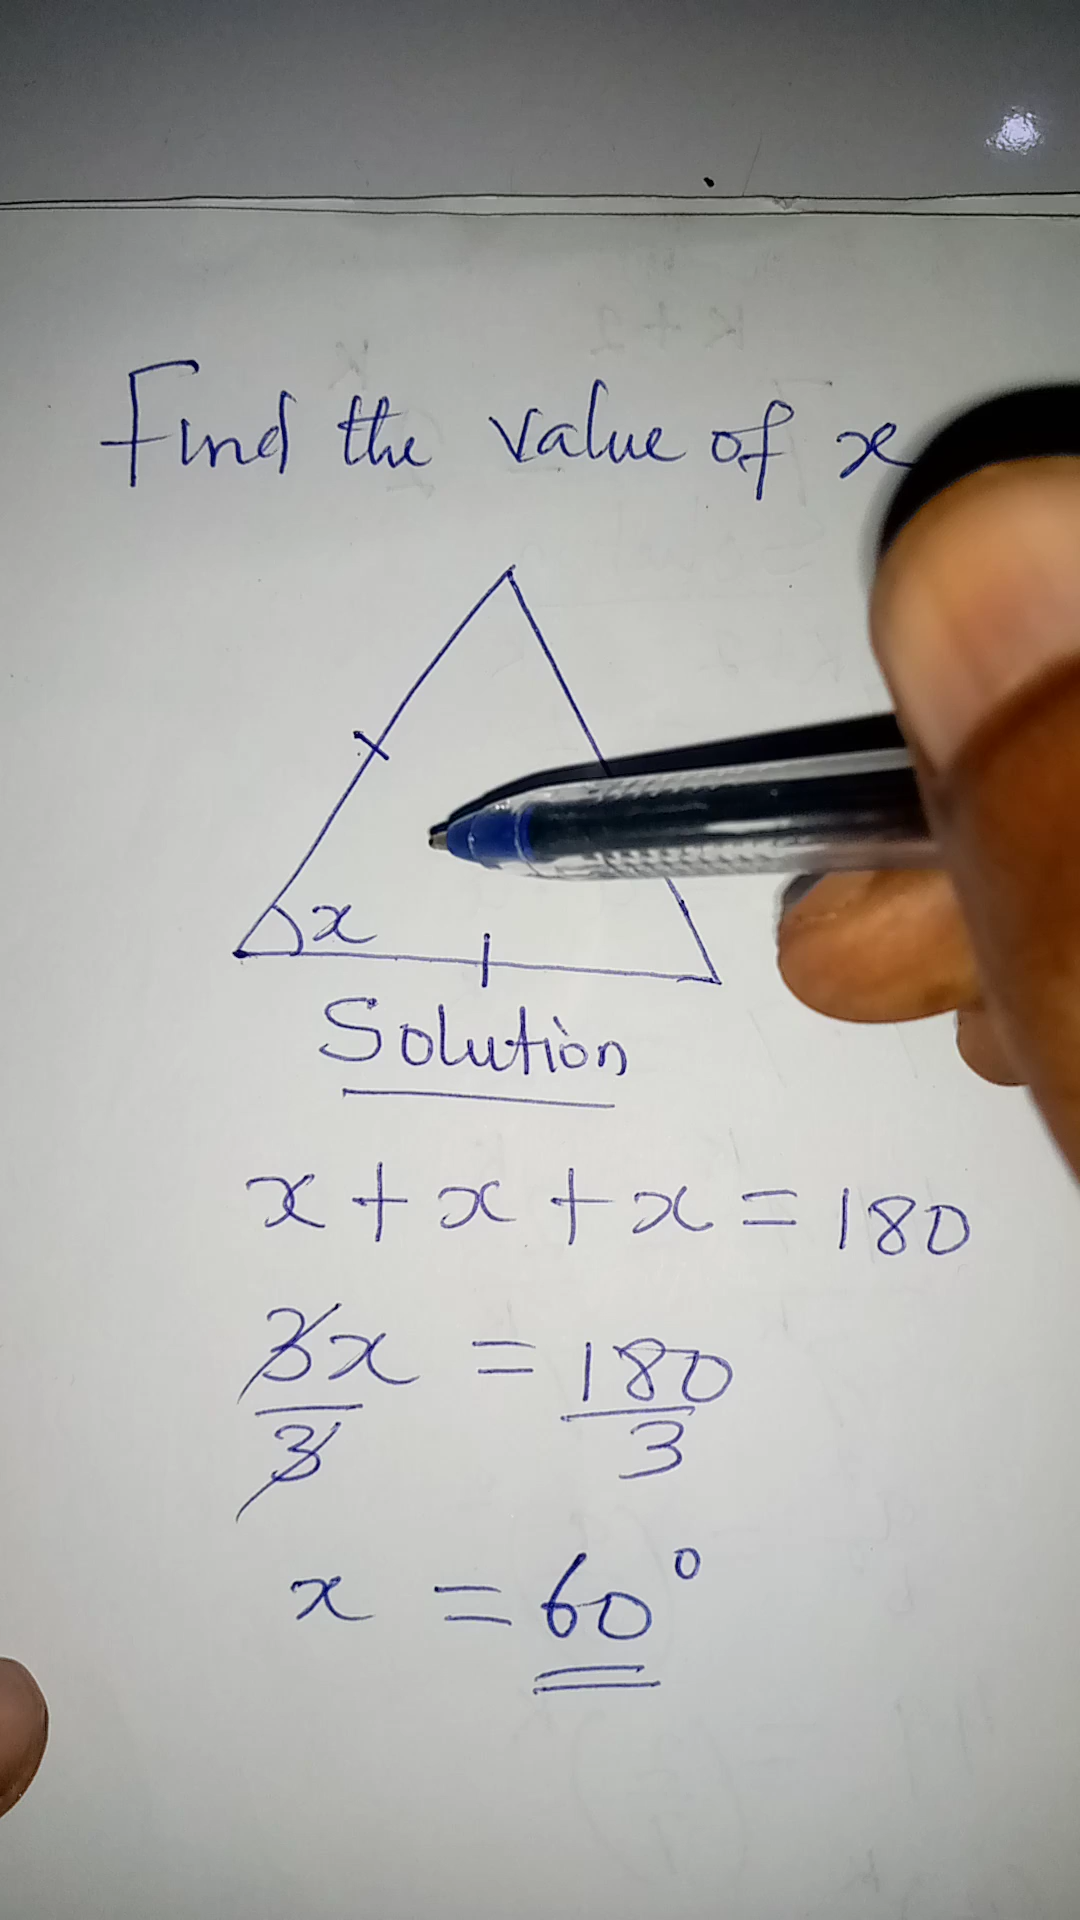 Find the value of x
x
Solution
x + x + x = 180
3x = 180
3 3
x = 60°